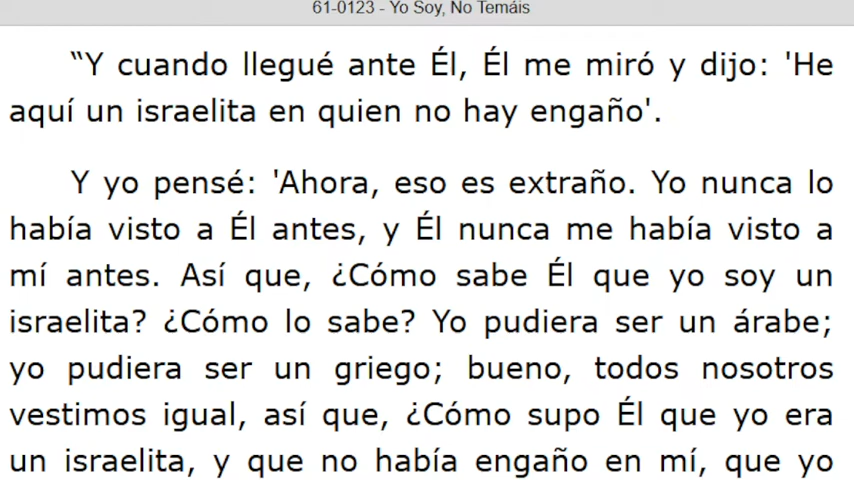 61-0123 - Yo Soy, No Temáis
“Y cuando llegué ante Él, Él me miró y dijo: 'He
aquí un israelita en quien no hay engaño'.
Y yo pensé: 'Ahora, eso es extraño. Yo nunca lo
había visto a Él antes, y Él nunca me había visto a
mí antes. Así que, ¿Cómo sabe Él que yo soy un
israelita? ¿Cómo lo sabe? Yo pudiera ser un árabe;
yo pudiera ser un griego; bueno, todos nosotros
vestimos igual, así que, ¿Cómo supo Él que yo era
un israelita, y que no había engaño en mí, que yo